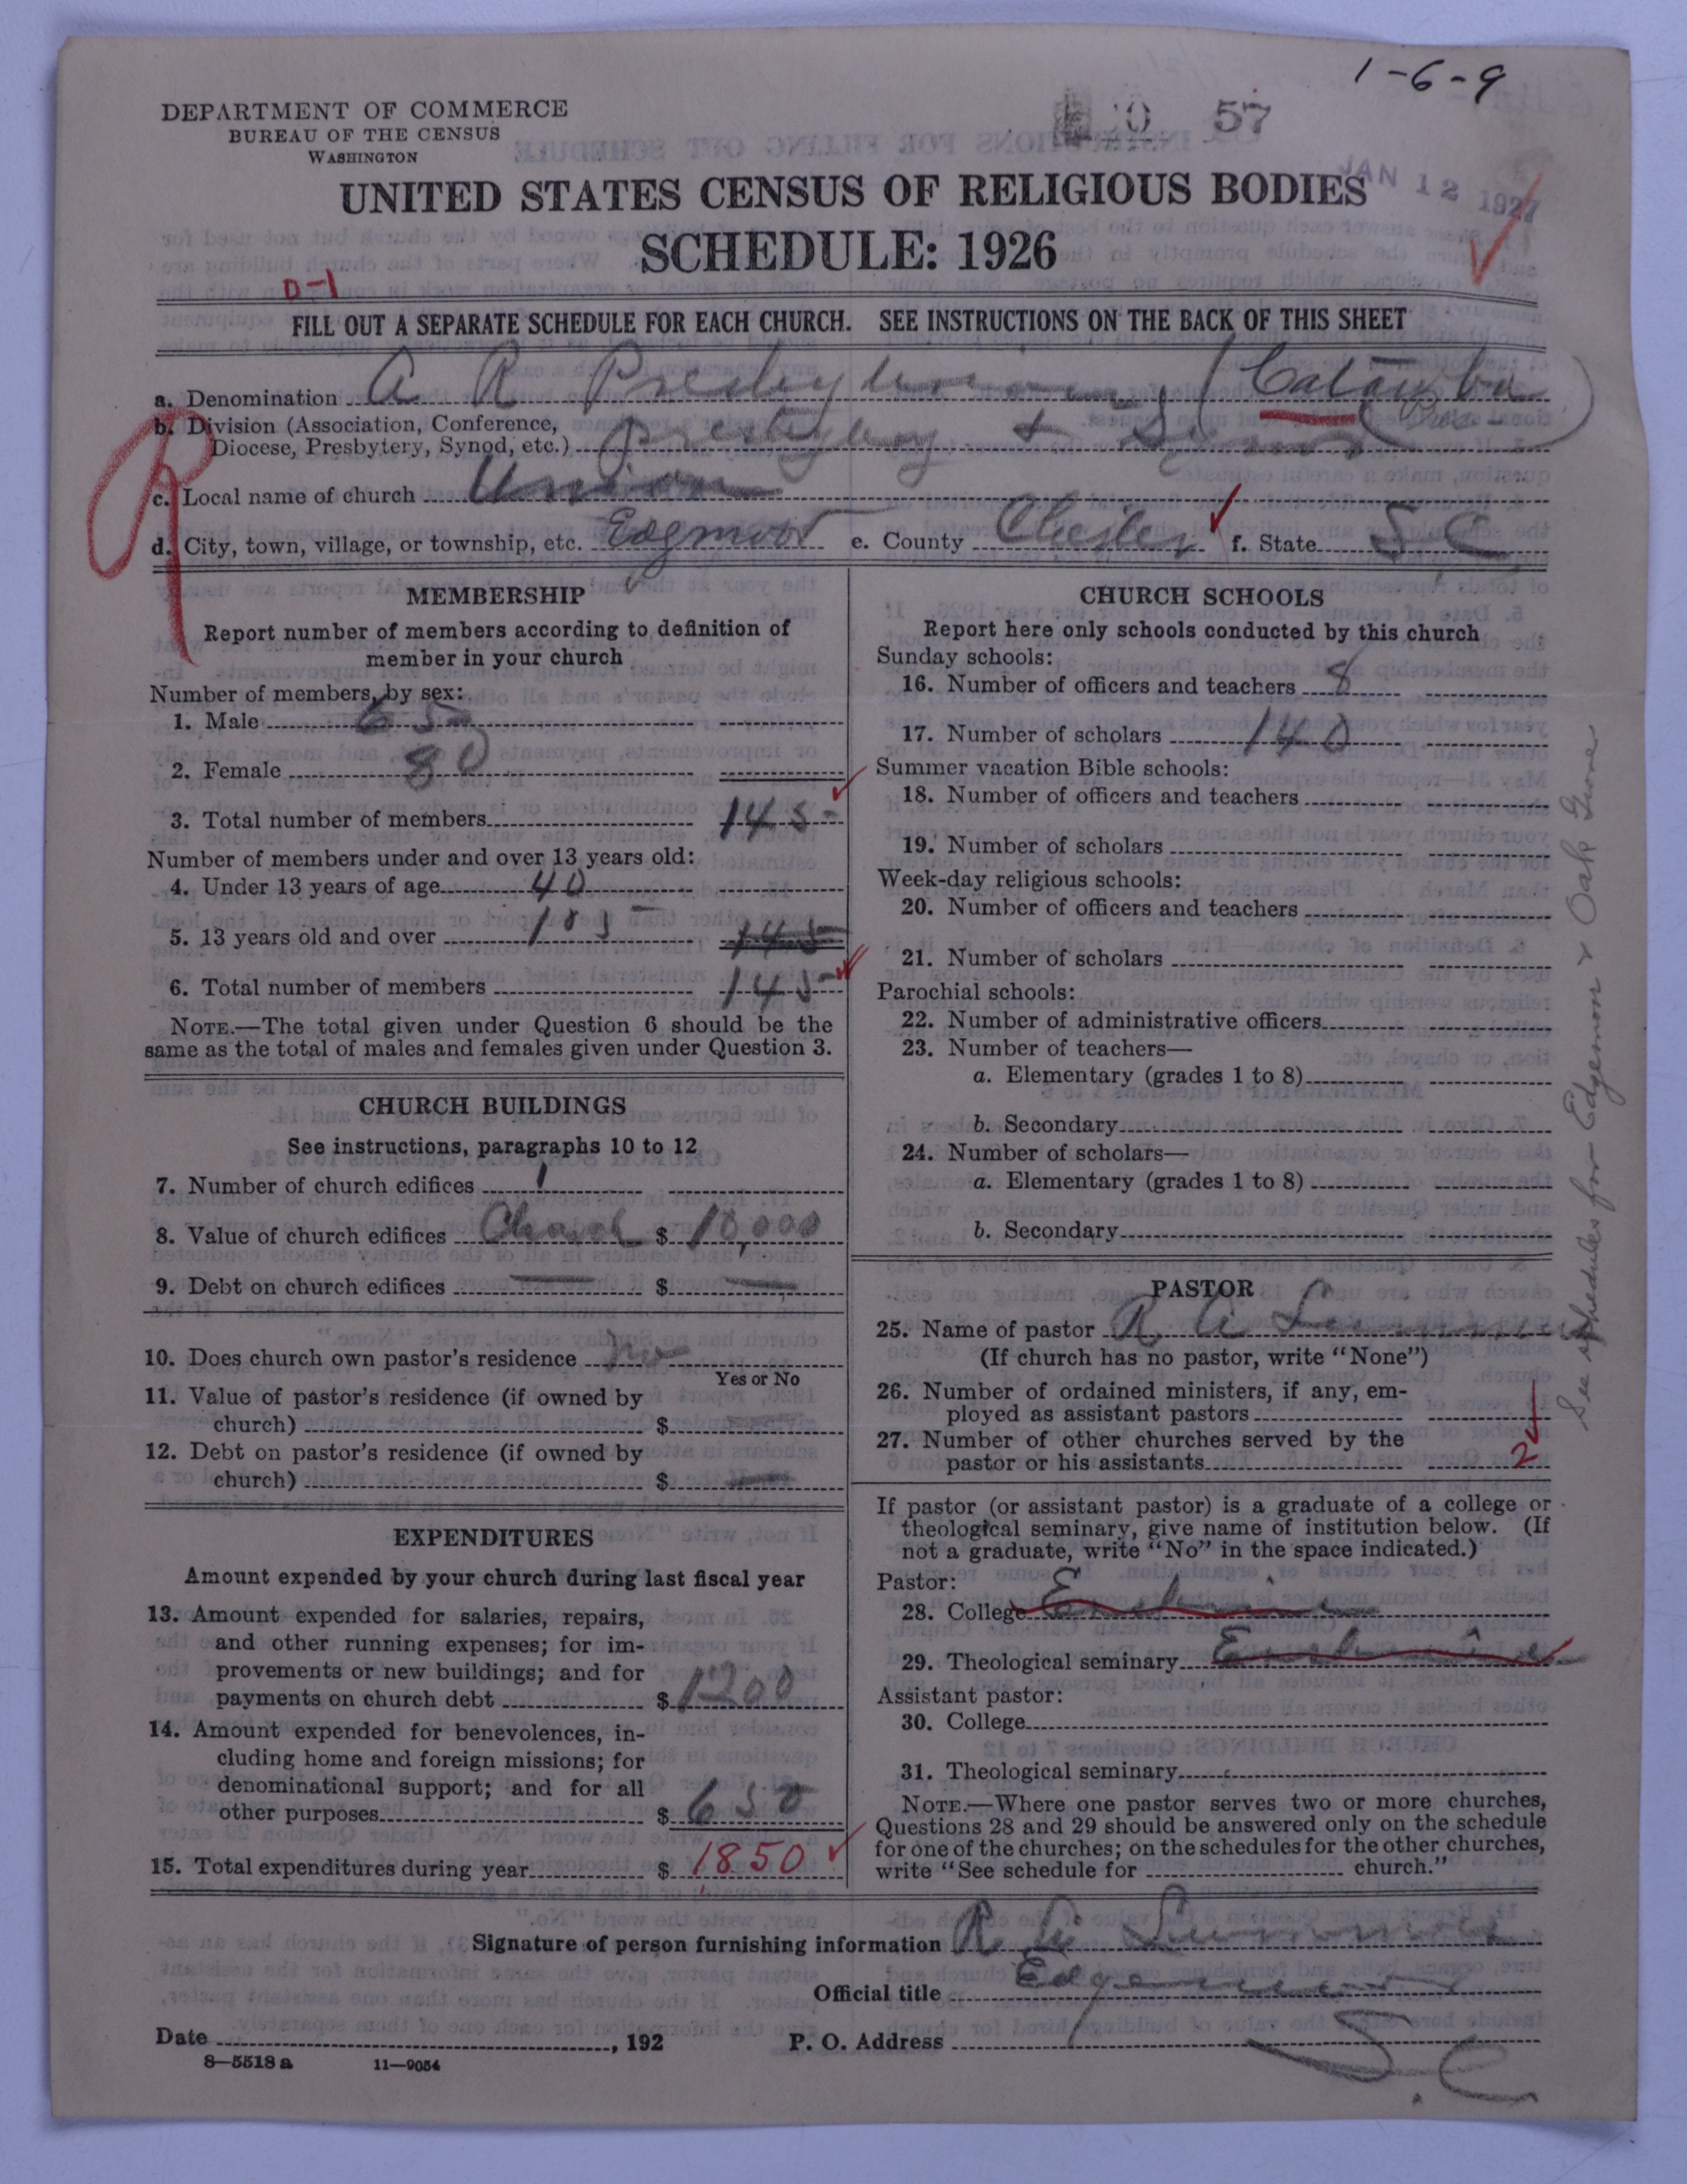 1-6-9
57
DEPARTMENT OF COMMERCE
BUREAU OF THE CENSUS
WASHINGTON
JAN 12 1927
UNITED STATES CENSUS OF RELIGIOUS BODIES
SCHEDULE: 1926
D-1
FILL OUT A SEPARATE SCHEDULE FOR EACH CHURCH. SEE INSTRUCTIONS ON THE BACK OF THIS SHEET
a. Denomination A R Presbyterian (Catawba
b. Division (Association, Conference,
Diocese, Presbytery, Synod, etc.) Presbytery + Synod Pres-)
R
c. Local name of church Union
d. City, town, village, or township, etc. Edgmoor e. County Chester f. State S C
MEMBERSHIP
Report number of members according to definition of
member in your church
Number of members, by sex:
1. Male 65
2. Female 80
3. Total number of members 145
Number of members under and over 13 years old:
4. Under 13 years of age 40
5. 13 years old and over 105 145
6. Total number of members 145
NOTE.—The total given under Question 6 should be the
same as the total of males and females given under Question 3.
CHURCH BUILDINGS
See instructions, paragraphs 10 to 12
7. Number of church edifices 1
8. Value of church edifices Church $ 10,000
9. Debt on church edifices — $ —
10. Does church own pastor's residence No
Yes or No
11. Value of pastor's residence (if owned by
church) $ —
12. Debt on pastor's residence (if owned by
church) $ —
EXPENDITURES
Amount expended by your church during last fiscal year
13. Amount expended for salaries, repairs,
and other running expenses; for im-
provements or new buildings; and for
payments on church debt $ 1200
14. Amount expended for benevolences, in-
cluding home and foreign missions; for
denominational support; and for all
other purposes $ 650
15. Total expenditures during year $ 1850
CHURCH SCHOOLS
Report here only schools conducted by this church
Sunday schools:
16. Number of officers and teachers 8
17. Number of scholars 140
Summer vacation Bible schools:
18. Number of officers and teachers
19. Number of scholars
Week-day religious schools:
20. Number of officers and teachers
21. Number of scholars
Parochial schools:
22. Number of administrative officers
23. Number of teachers—
a. Elementary (grades 1 to 8)
b. Secondary
24. Number of scholars—
a. Elementary (grades 1 to 8)
b. Secondary
PASTOR
25. Name of pastor R A Lummus
(If church has no pastor, write "None")
26. Number of ordained ministers, if any, em-
ployed as assistant pastors
27. Number of other churches served by the
pastor or his assistants 2
If pastor (or assistant pastor) is a graduate of a college or
theological seminary, give name of institution below. (If
not a graduate, write "No" in the space indicated.)
Pastor:
28. College Erskine
29. Theological seminary Erskine
Assistant pastor:
30. College
31. Theological seminary
NOTE.—Where one pastor serves two or more churches,
Questions 28 and 29 should be answered only on the schedule
for one of the churches; on the schedules for the other churches,
write "See schedule for church."
See schedules for Edgemoor & Oak Grove
Signature of person furnishing information R A Lummus
Official title Edgemoor
Date , 192 P. O. Address S. C
8—5518 a 11—9054